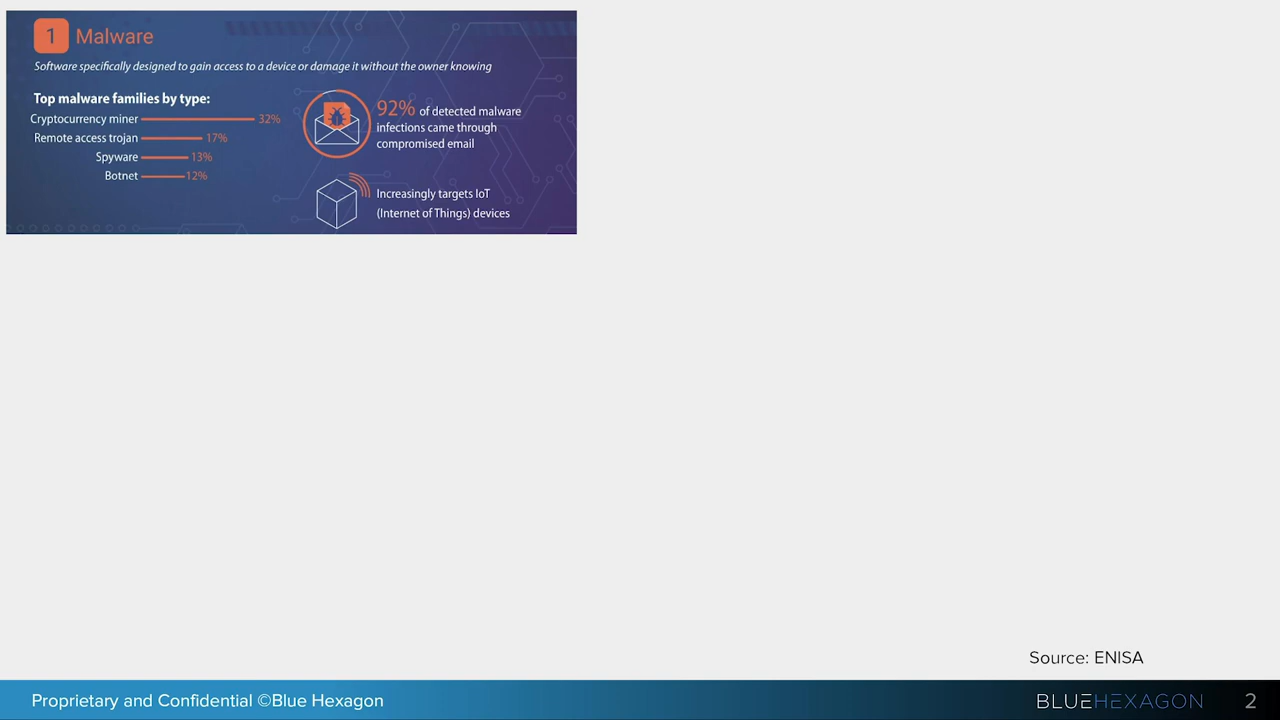 1 Malware
Software specifically designed to gain access to a device or damage it without the owner knowing
Top malware families by type:
Cryptocurrency miner 32%
Remote access trojan 17%
Spyware 13%
Botnet 12%
92% of detected malware
infections came through
compromised email
Increasingly targets IoT
(Internet of Things) devices
Source: ENISA
Proprietary and Confidential ©Blue Hexagon
BLUEHEXAGON
2